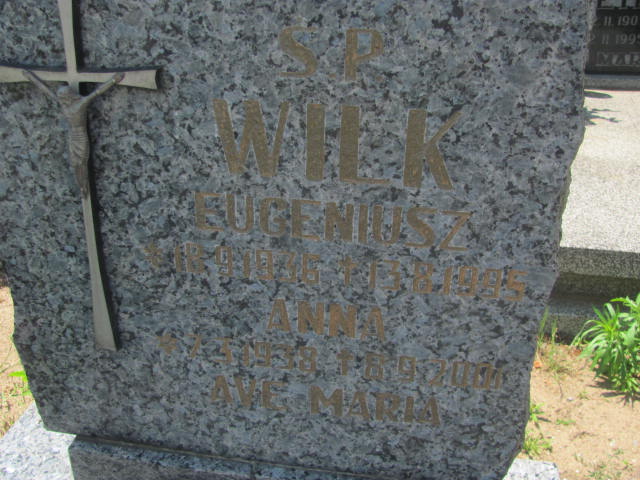 Ś.P.
WILK
EUGENIUSZ
* 18.9.1936 † 13.8.1995
ANNA
* 7.3.1938 † 8.9.2001
AVE MARIA